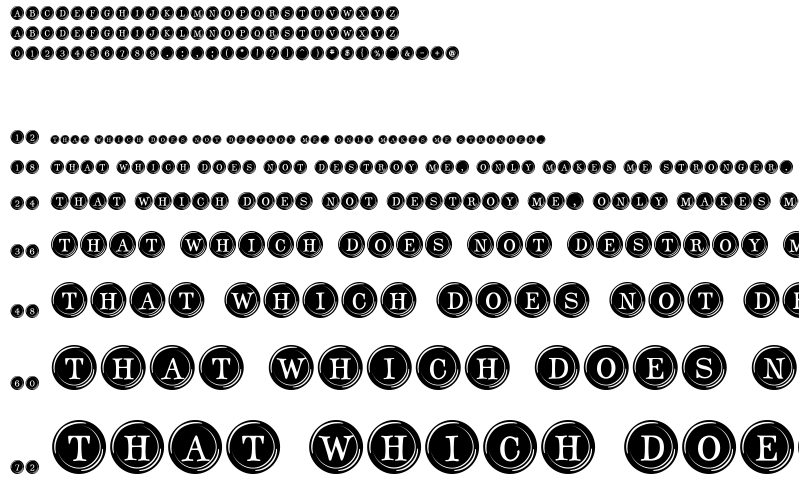 ABCDEFGHIJKLMNOPQRSTUVWXYZ
ABCDEFGHIJKLMNOPQRSTUVWXYZ
12 THAT WHICH DOES NOT DESTROY ME, ONLY MAKES ME STRONGER.
18 THAT WHICH DOES NOT DESTROY ME, ONLY MAKES ME STRONGER.
24 THAT WHICH DOES NOT DESTROY ME, ONLY MAKES M
36 THAT WHICH DOES NOT DESTROY M
48 THAT WHICH DOES NOT DE
60 THAT WHICH DOES N
72 THAT WHICH DOE